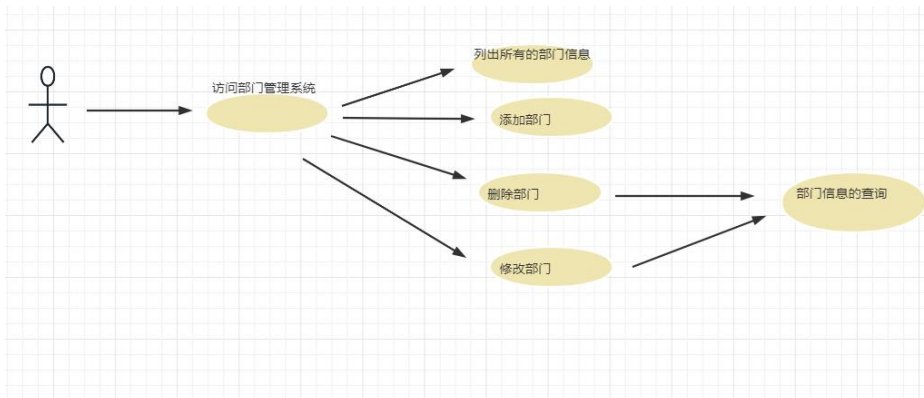 列出所有的部门信息
访问部门管理系统
添加部门
删除部门
部门信息的查询
修改部门